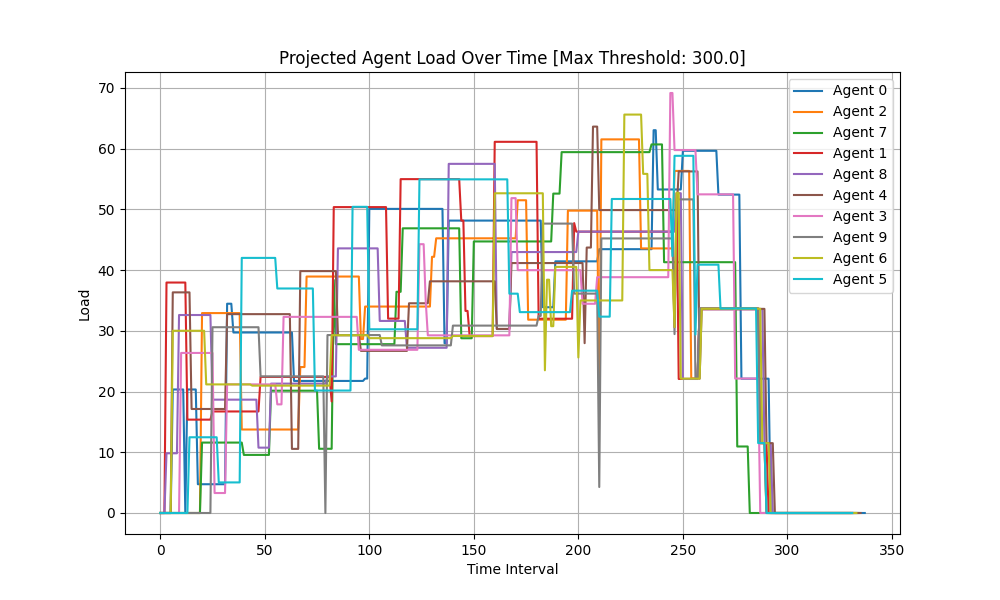 Projected Agent Load Over Time [Max Threshold: 300.0]
Load
70
60
50
40
30
20
10
0
0 50 100 150 200 250 300 350
Time Interval
Agent 0
Agent 2
Agent 7
Agent 1
Agent 8
Agent 4
Agent 3
Agent 9
Agent 6
Agent 5